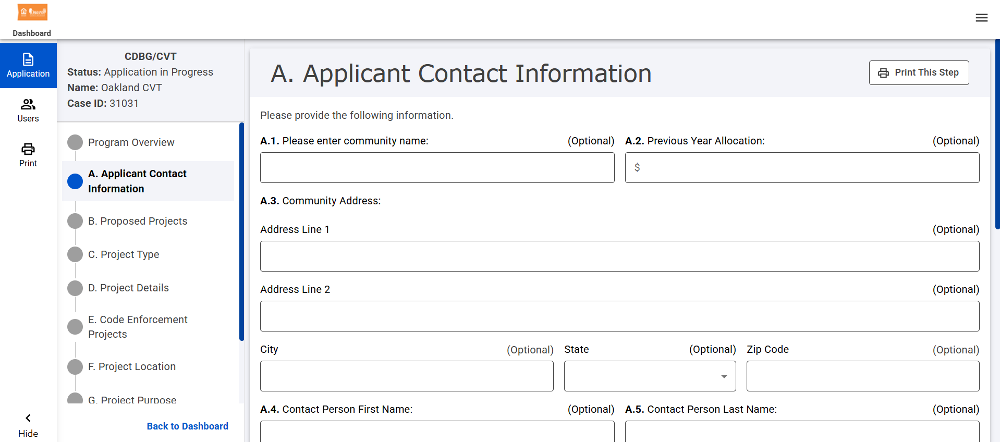 Dashboard
Application
Users
Print
Hide
CDBG/CVT
Status: Application in Progress
Name: Oakland CVT
Case ID: 31031
Program Overview
A. Applicant Contact
Information
B. Proposed Projects
C. Project Type
D. Project Details
E. Code Enforcement
Projects
F. Project Location
G. Project Purpose
Back to Dashboard
A. Applicant Contact Information
Print This Step
Please provide the following information.
A.1. Please enter community name: (Optional)
A.2. Previous Year Allocation: (Optional)
$
A.3. Community Address:
Address Line 1 (Optional)
Address Line 2 (Optional)
City (Optional)
State (Optional)
Zip Code (Optional)
A.4. Contact Person First Name: (Optional)
A.5. Contact Person Last Name: (Optional)